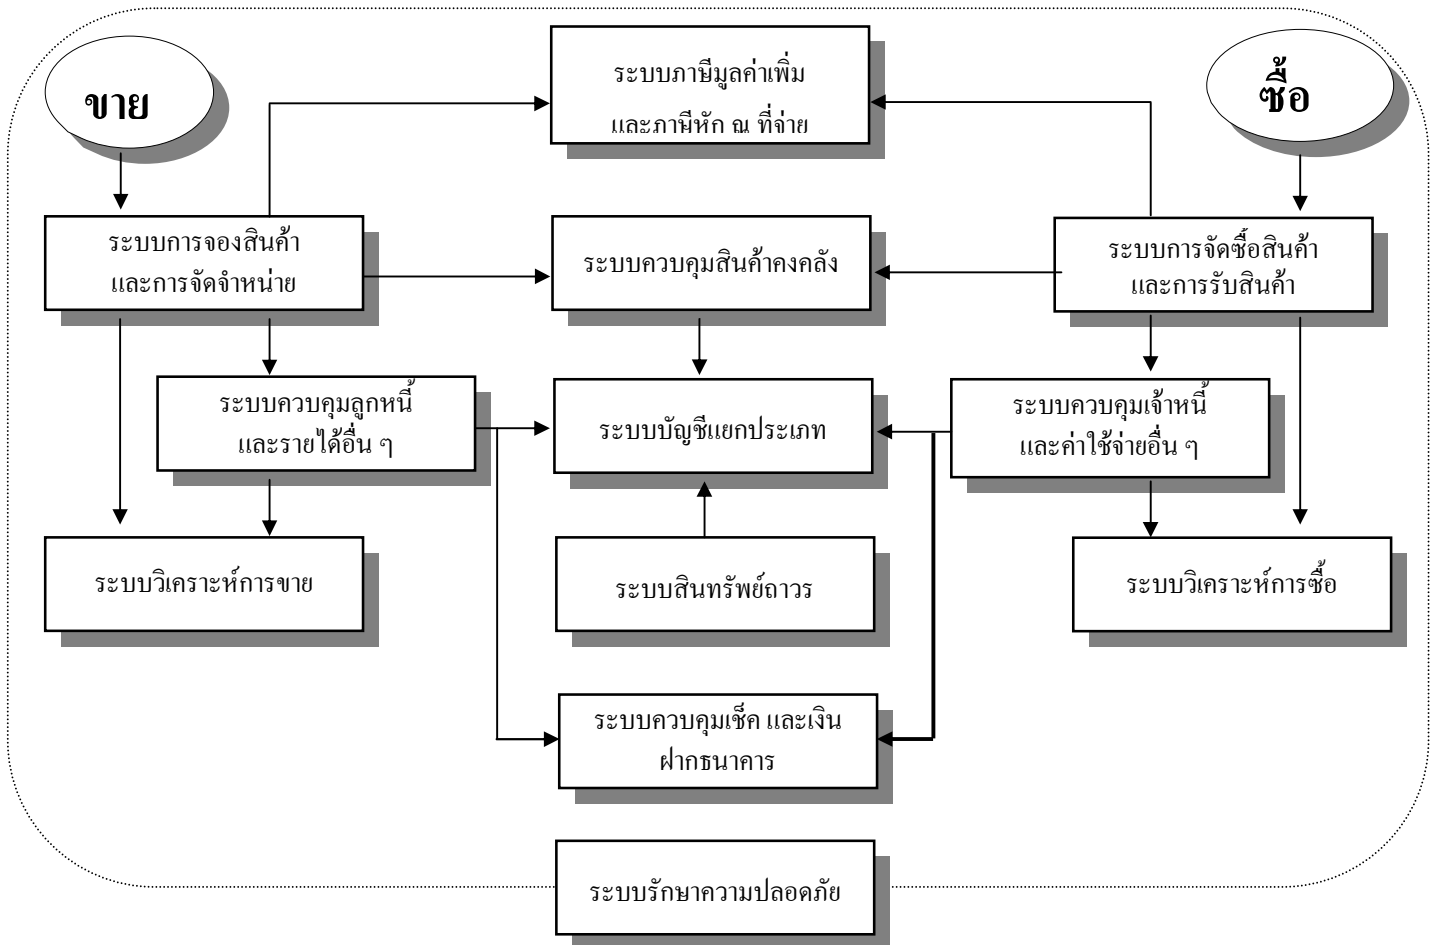 ขาย
ระบบภาษีมูลค่าเพิ่ม
และภาษีหัก ณ ที่จ่าย
ซื้อ
ระบบการจองสินค้า
และการจัดจำหน่าย
ระบบควบคุมสินค้าคงคลัง
ระบบการจัดซื้อสินค้า
และการรับสินค้า
ระบบควบคุมลูกหนี้
และรายได้อื่น ๆ
ระบบบัญชีแยกประเภท
ระบบควบคุมเจ้าหนี้
และค่าใช้จ่ายอื่น ๆ
ระบบวิเคราะห์การขาย
ระบบสินทรัพย์ถาวร
ระบบวิเคราะห์การซื้อ
ระบบควบคุมเช็ค และเงิน
ฝากธนาคาร
ระบบรักษาความปลอดภัย